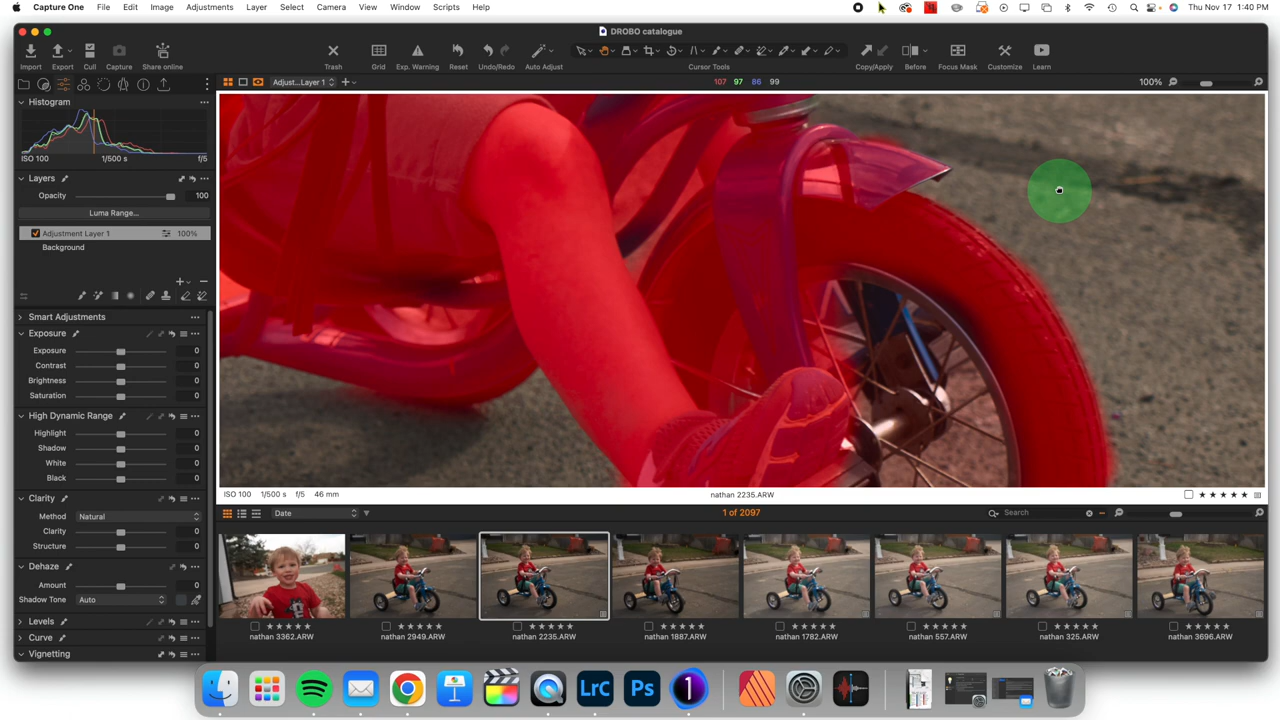 Capture One File Edit Image Adjustments Layer Select Camera View Window Scripts Help Thu Nov 17 1:40 PM
DROBO catalogue
Import Export Cull Capture Share online Trash Grid Exp. Warning Reset Undo/Redo Auto Adjust Cursor Tools Copy/Apply Before Focus Mask Customize Learn
Adjust...Layer 1 107 97 86 99 100%
Histogram
ISO 100 1/500 s f/5
Layers
Opacity 100
Luma Range...
Adjustment Layer 1 100%
Background
Smart Adjustments
Exposure
Exposure 0
Contrast 0
Brightness 0
Saturation 0
High Dynamic Range
Highlight 0
Shadow 0
White 0
Black 0
Clarity
Method Natural
Clarity 0
Structure 0
Dehaze
Amount 0
Shadow Tone Auto
Levels
Curve
Vignetting
ISO 100 1/500 s f/5 46 mm nathan 2235.ARW
Date 1 of 2097 Search
nathan 3362.ARW nathan 2949.ARW nathan 2235.ARW nathan 1887.ARW nathan 1782.ARW nathan 557.ARW nathan 325.ARW nathan 3696.ARW
LrC Ps 1